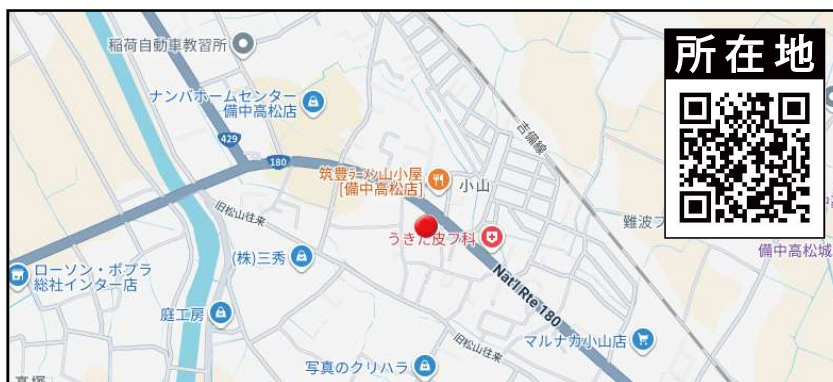 稲荷自動車教習所
所在地
ナンバホームセンター
備中高松店
429
180
吉備線
筑豊ラーメン山小屋
[備中高松店]
小山
旧松山往来
難波フ
うきた皮フ科
備中高松城
(株)三秀
ローソン・ポプラ
総社インター店
Nat'l Rte 180
庭工房
旧松山往来
マルナカ小山店
写真のクリハラ